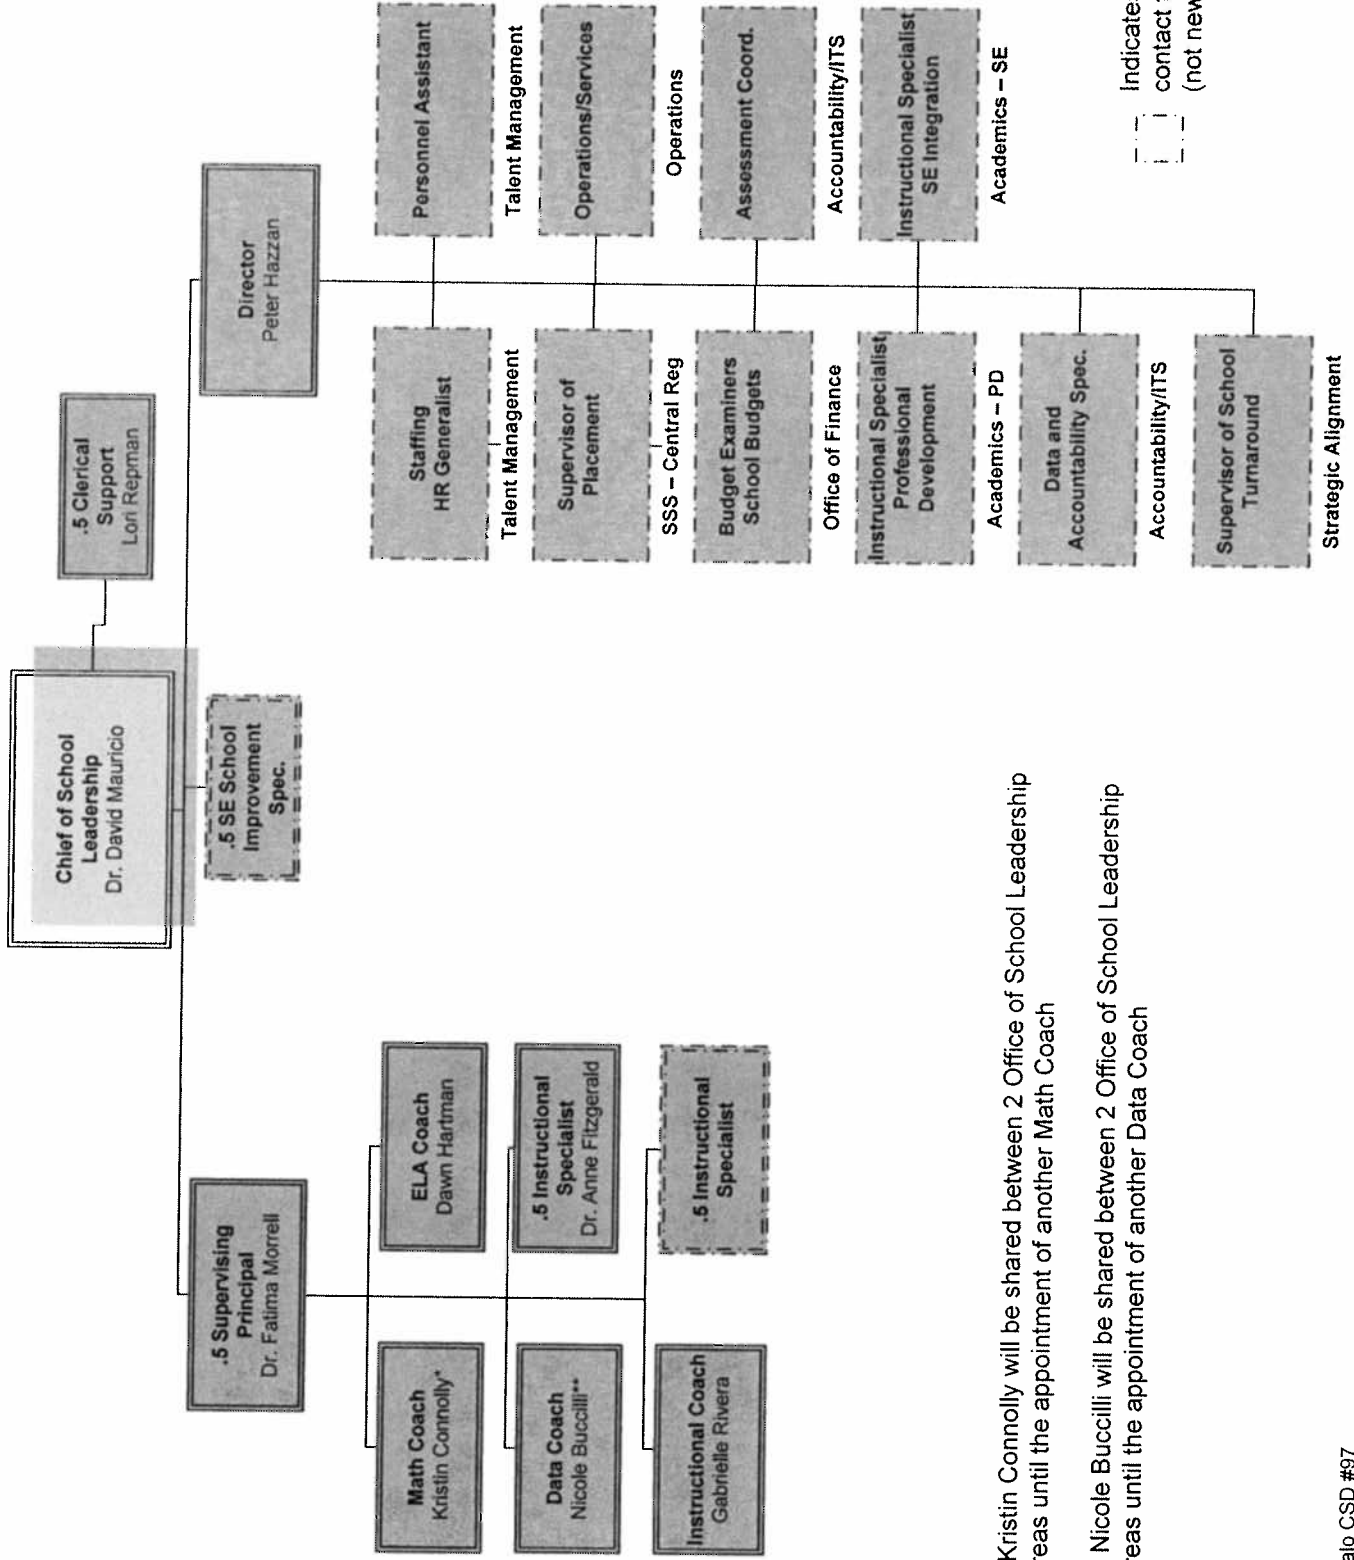 Chief of School
Leadership
Dr. David Mauricio
.5 Clerical
Support
Lori Repman
.5 SE School
Improvement
Spec.
.5 Supervising
Principal
Dr. Fatima Morrell
Math Coach
Kristin Connolly*
ELA Coach
Dawn Hartman
Data Coach
Nicole Buccilli**
.5 Instructional
Specialist
Dr. Anne Fitzgerald
Instructional Coach
Gabrielle Rivera
.5 Instructional
Specialist
Director
Peter Hazzan
Staffing
HR Generalist
Talent Management
Personnel Assistant
Talent Management
Supervisor of
Placement
SSS – Central Reg
Operations/Services
Operations
Budget Examiners
School Budgets
Office of Finance
Assessment Coord.
Accountability/ITS
Instructional Specialist
Professional
Development
Academics – PD
Instructional Specialist
SE Integration
Academics – SE
Data and
Accountability Spec.
Accountability/ITS
Supervisor of School
Turnaround
Strategic Alignment
Kristin Connolly will be shared between 2 Office of School Leadership
reas until the appointment of another Math Coach
Nicole Buccilli will be shared between 2 Office of School Leadership
reas until the appointment of another Data Coach
Indicates
contact
(not new
alo CSD #97